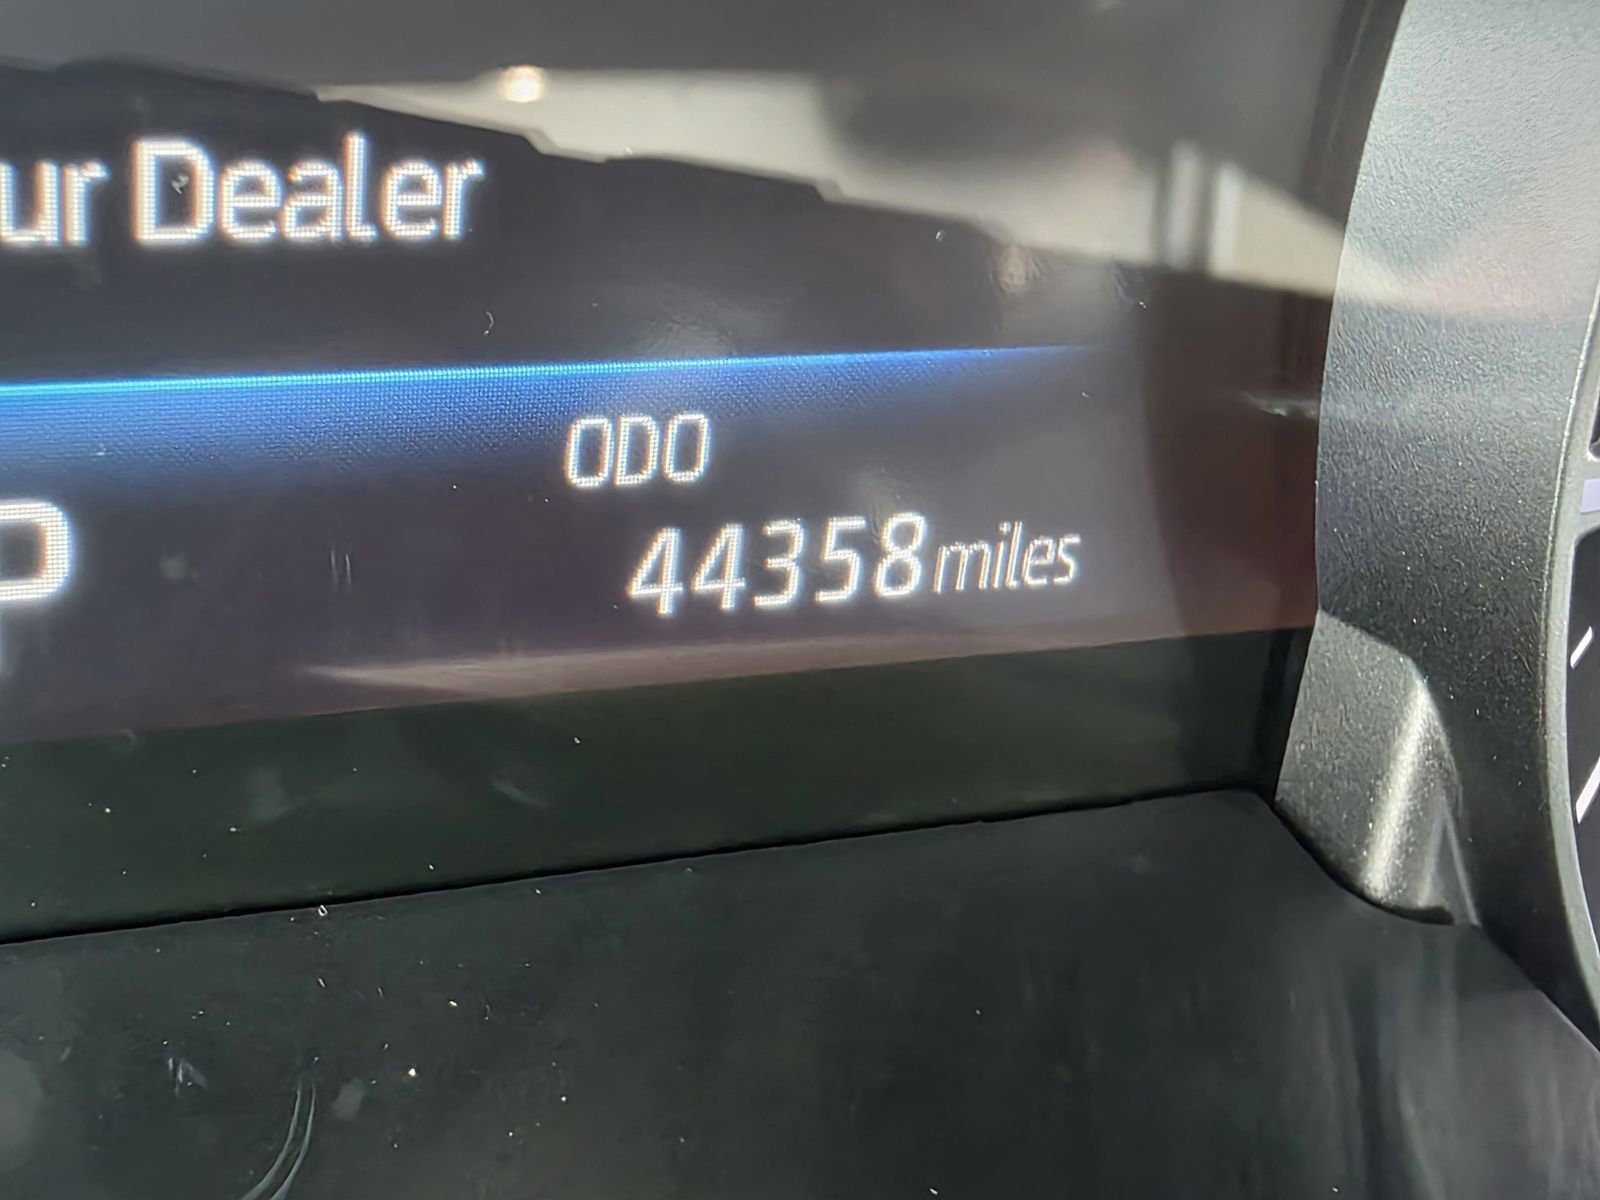 ur Dealer
ODO
P
44358 miles